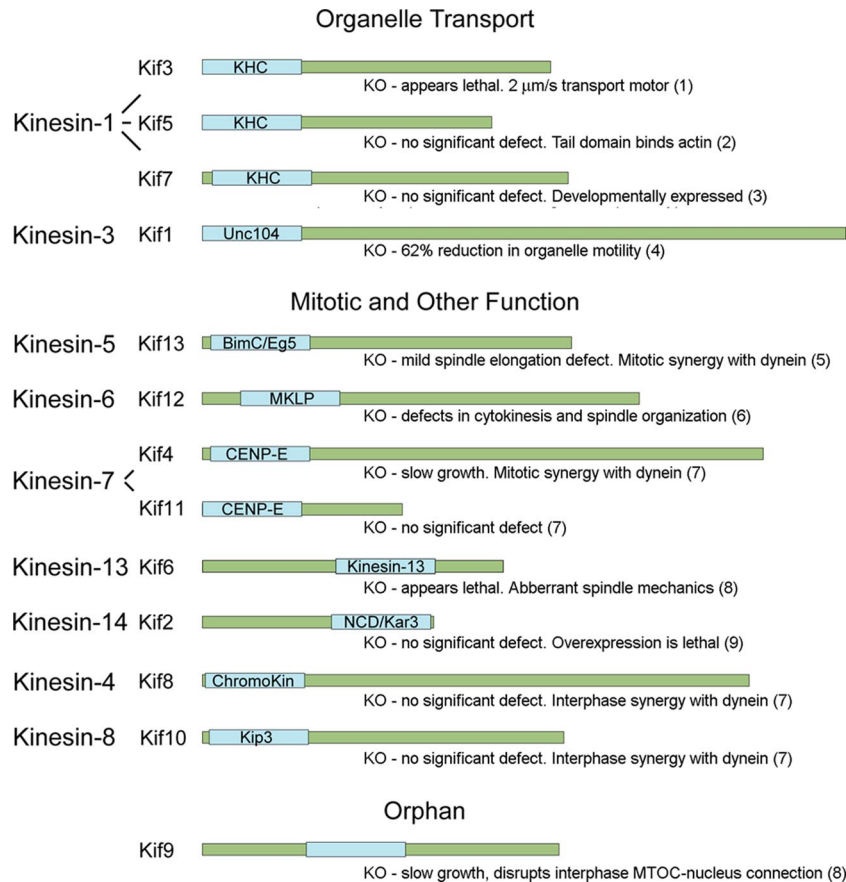 Organelle Transport
Kif3 KHC
KO - appears lethal. 2 μm/s transport motor (1)
Kinesin-1 Kif5 KHC
KO - no significant defect. Tail domain binds actin (2)
Kif7 KHC
KO - no significant defect. Developmentally expressed (3)
Kinesin-3 Kif1 Unc104
KO - 62% reduction in organelle motility (4)
Mitotic and Other Function
Kinesin-5 Kif13 BimC/Eg5
KO - mild spindle elongation defect. Mitotic synergy with dynein (5)
Kinesin-6 Kif12 MKLP
KO - defects in cytokinesis and spindle organization (6)
Kif4 CENP-E
KO - slow growth. Mitotic synergy with dynein (7)
Kinesin-7
Kif11 CENP-E
KO - no significant defect (7)
Kinesin-13 Kif6 Kinesin-13
KO - appears lethal. Abberrant spindle mechanics (8)
Kinesin-14 Kif2 NCD/Kar3
KO - no significant defect. Overexpression is lethal (9)
Kinesin-4 Kif8 ChromoKin
KO - no significant defect. Interphase synergy with dynein (7)
Kinesin-8 Kif10 Kip3
KO - no significant defect. Interphase synergy with dynein (7)
Orphan
Kif9
KO - slow growth, disrupts interphase MTOC-nucleus connection (8)